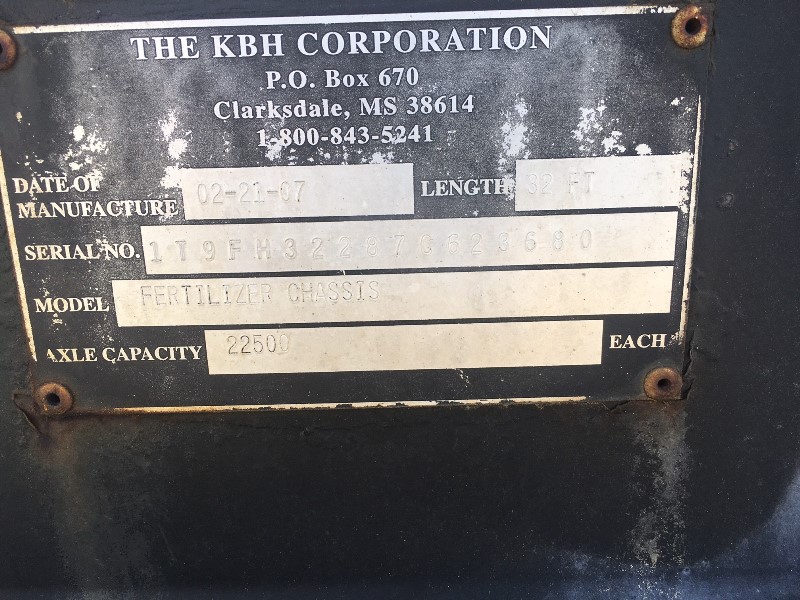 THE KBH CORPORATION
P.O. Box 670
Clarksdale, MS 38614
1-800-843-5241
DATE OF MANUFACTURE 02-21-07 LENGTH 32 FT
SERIAL NO. 1T9FH32287C623680
MODEL FERTILIZER CHASSIS
AXLE CAPACITY 22500 EACH